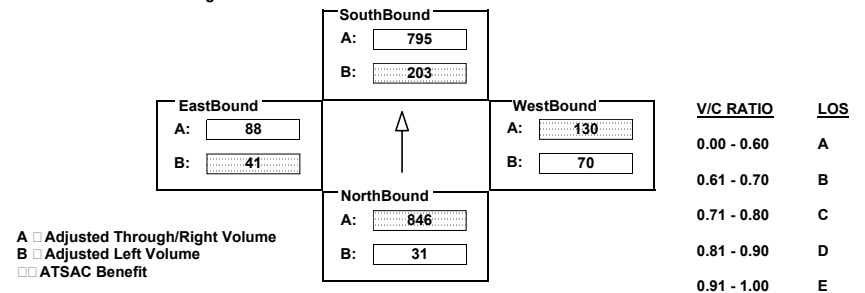 SouthBound
A: 795
B: 203
EastBound
A: 88
B: 41
WestBound
A: 130
B: 70
NorthBound
A: 846
B: 31
A □ Adjusted Through/Right Volume
B □ Adjusted Left Volume
□□ ATSAC Benefit
V/C RATIO LOS
0.00 - 0.60 A
0.61 - 0.70 B
0.71 - 0.80 C
0.81 - 0.90 D
0.91 - 1.00 E